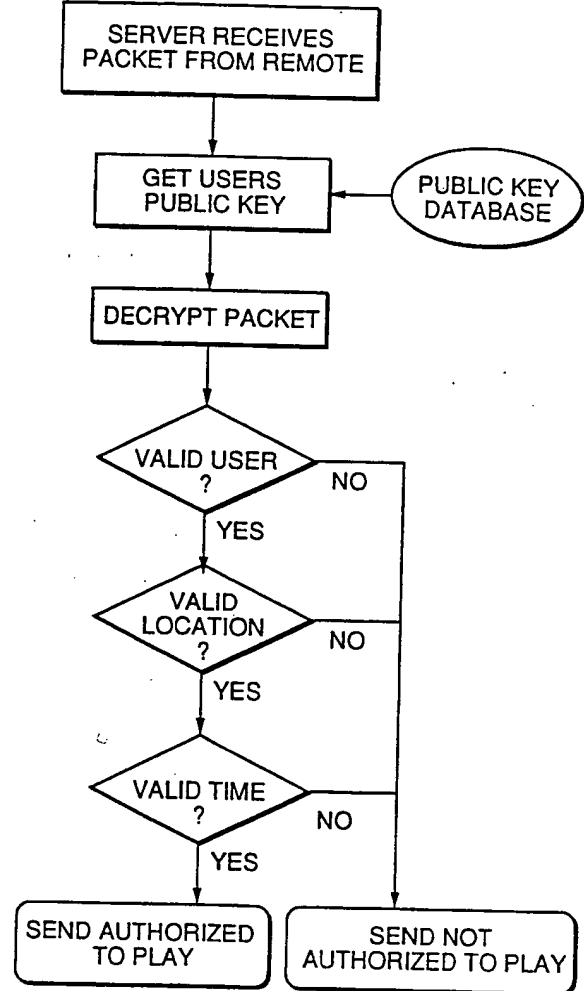 SERVER RECEIVES
PACKET FROM REMOTE
GET USERS
PUBLIC KEY
PUBLIC KEY
DATABASE
DECRYPT PACKET
VALID USER
?
NO
YES
VALID
LOCATION
?
NO
YES
VALID TIME
?
NO
YES
SEND AUTHORIZED
TO PLAY
SEND NOT
AUTHORIZED TO PLAY